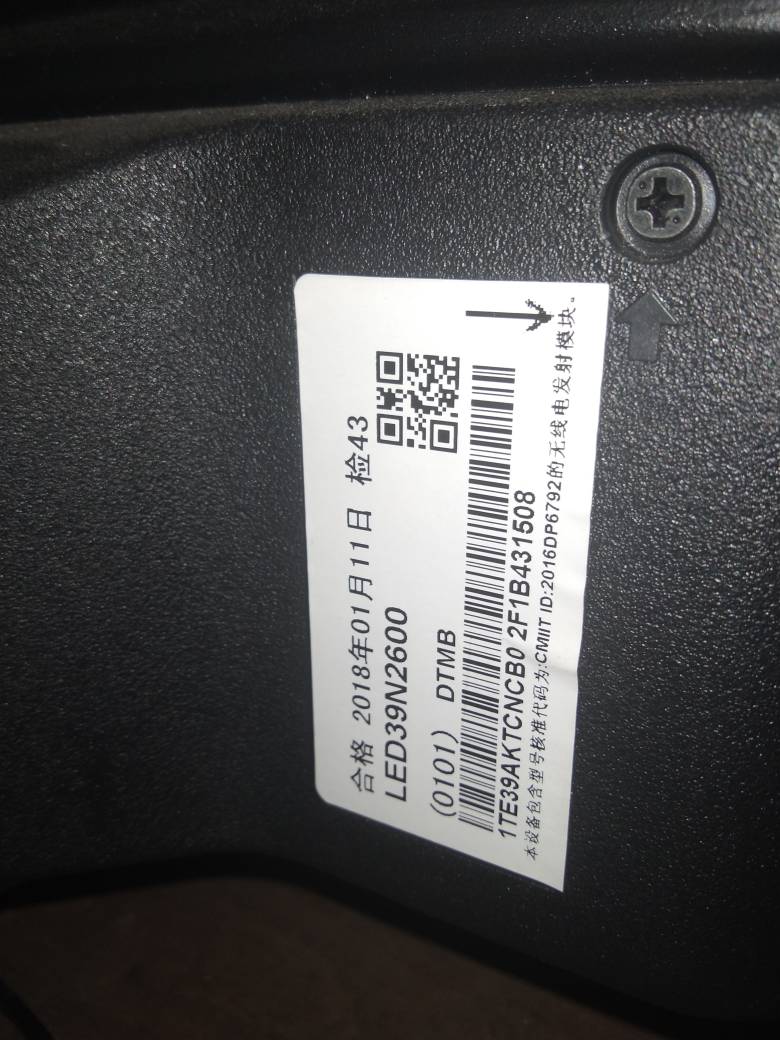 合格 2018年01月11日 检43
LED39N2600
(0101) DTMB
1TE39AKTCNCB0 2F1B431508
本设备包含型号核准代码为:CMIIT ID:2016DP6792的无线电发射模块。